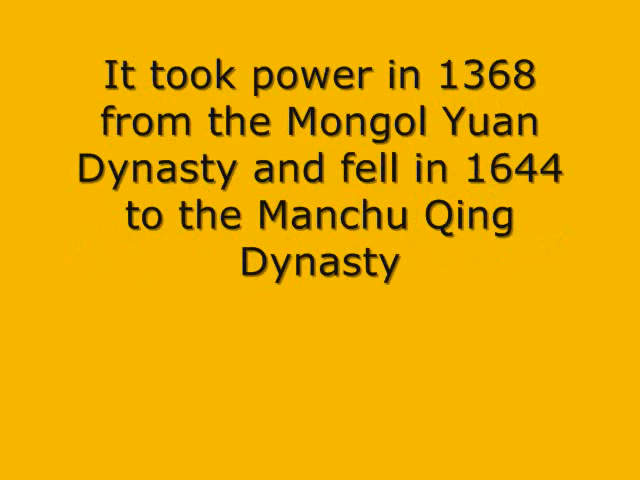 It took power in 1368
from the Mongol Yuan
Dynasty and fell in 1644
to the Manchu Qing
Dynasty